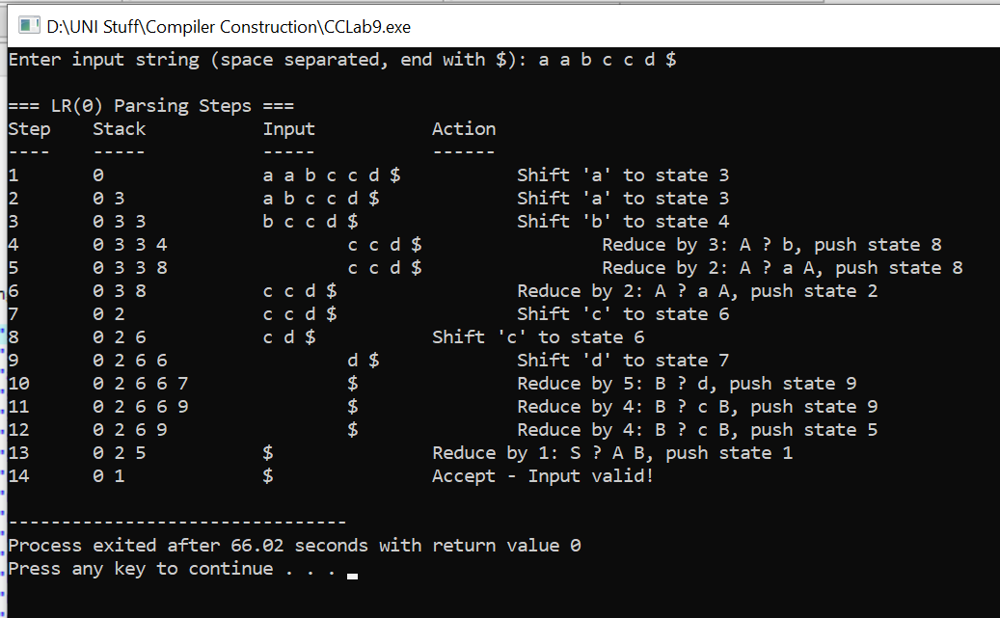 D:\UNI Stuff\Compiler Construction\CCLab9.exe
Enter input string (space separated, end with $): a a b c c d $
=== LR(0) Parsing Steps ===
Step    Stack           Input           Action
----    -----           -----           ------
1       0               a a b c c d $           Shift 'a' to state 3
2       0 3             a b c c d $             Shift 'a' to state 3
3       0 3 3           b c c d $               Shift 'b' to state 4
4       0 3 3 4                 c c d $                 Reduce by 3: A ? b, push state 8
5       0 3 3 8                 c c d $                 Reduce by 2: A ? a A, push state 8
6       0 3 8           c c d $                 Reduce by 2: A ? a A, push state 2
7       0 2             c c d $                 Shift 'c' to state 6
8       0 2 6           c d $           Shift 'c' to state 6
9       0 2 6 6                 d $             Shift 'd' to state 7
10      0 2 6 6 7               $               Reduce by 5: B ? d, push state 9
11      0 2 6 6 9               $               Reduce by 4: B ? c B, push state 9
12      0 2 6 9                 $               Reduce by 4: B ? c B, push state 5
13      0 2 5           $               Reduce by 1: S ? A B, push state 1
14      0 1             $               Accept - Input valid!
--------------------------------
Process exited after 66.02 seconds with return value 0
Press any key to continue . . .